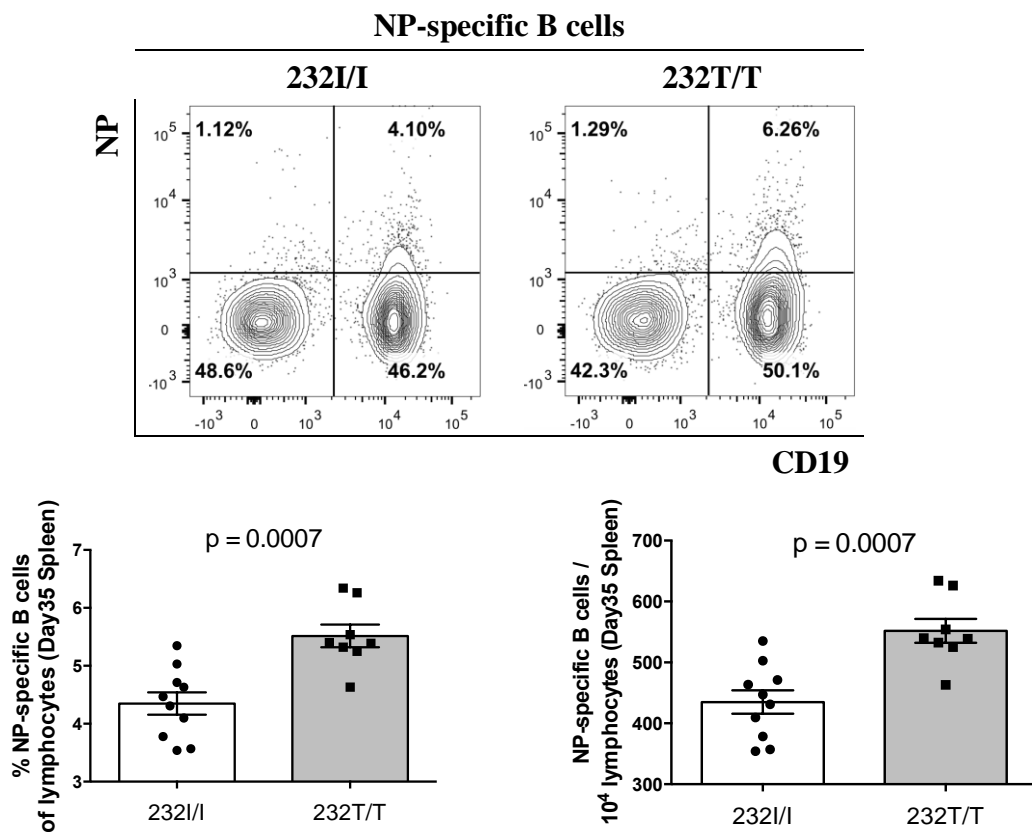 NP-specific B cells
232I/I 232T/T
NP
1.12% 4.10%
48.6% 46.2%
10⁵
10⁴
10³
0
-10³
-10³ 0 10³ 10⁴ 10⁵
1.29% 6.26%
42.3% 50.1%
10⁵
10⁴
10³
0
-10³
-10³ 0 10³ 10⁴ 10⁵
CD19
% NP-specific B cells
of lymphocytes (Day35 Spleen)
p = 0.0007
7
6
5
4
3
232I/I 232T/T
NP-specific B cells /
10⁴ lymphocytes (Day35 Spleen)
p = 0.0007
700
600
500
400
300
232I/I 232T/T